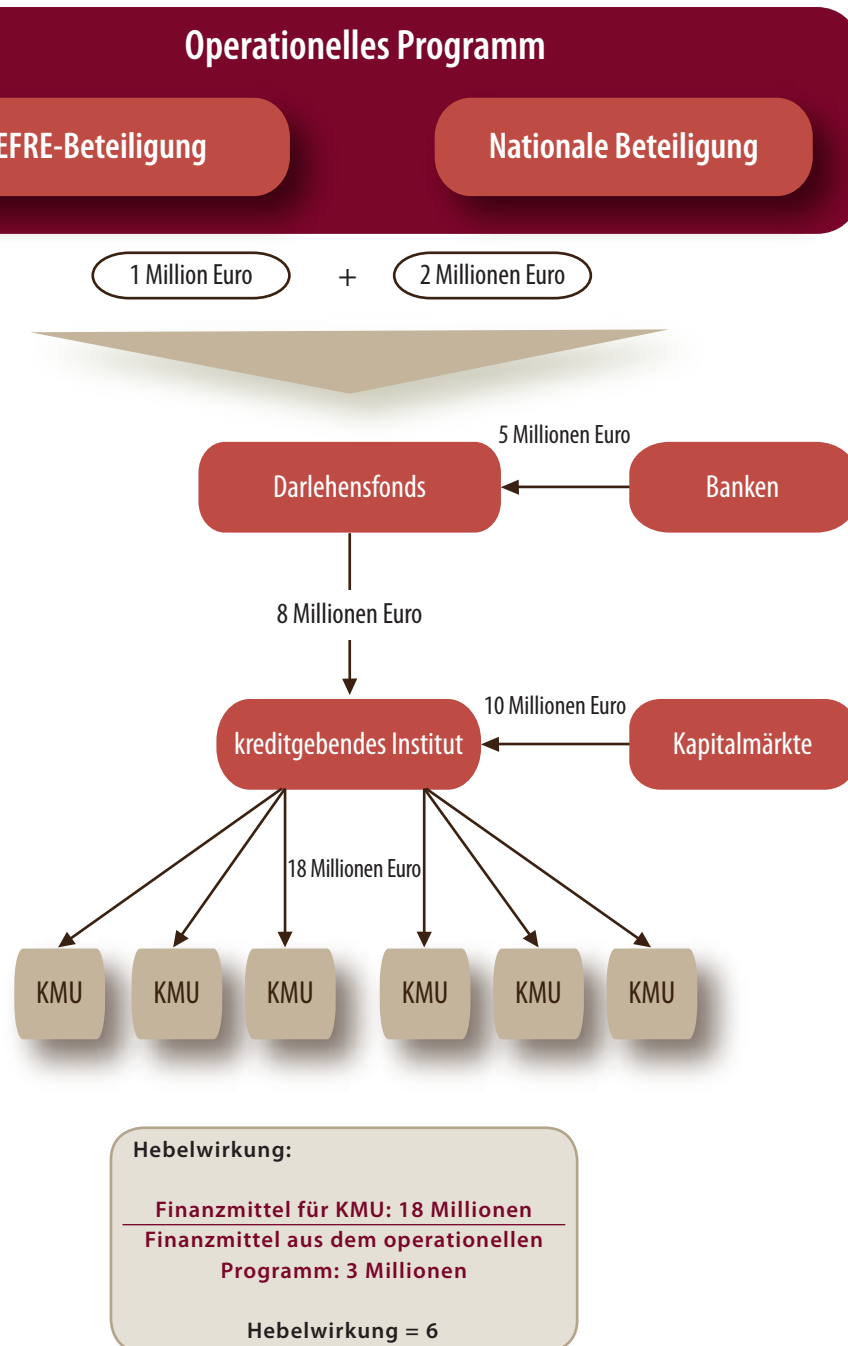 Operationelles Programm
EFRE-Beteiligung
Nationale Beteiligung
1 Million Euro + 2 Millionen Euro
5 Millionen Euro
Darlehensfonds
Banken
8 Millionen Euro
10 Millionen Euro
kreditgebendes Institut
Kapitalmärkte
18 Millionen Euro
KMU KMU KMU KMU KMU KMU
Hebelwirkung:
Finanzmittel für KMU: 18 Millionen
Finanzmittel aus dem operationellen
Programm: 3 Millionen
Hebelwirkung = 6